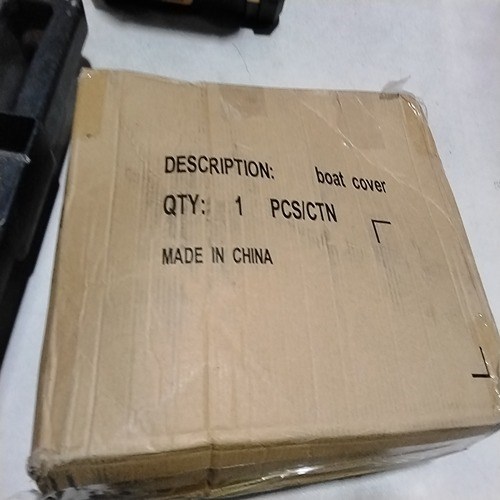 DESCRIPTION: boat cover
QTY: 1 PCS/CTN
MADE IN CHINA